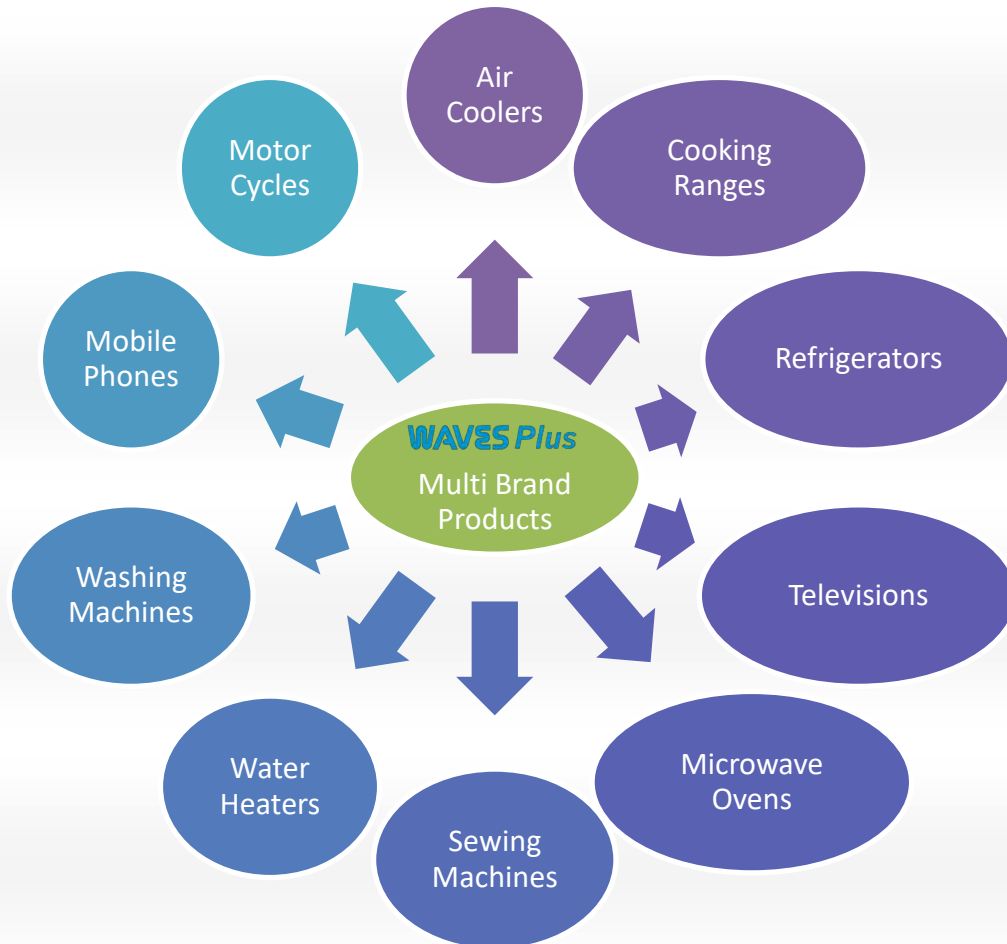 Air
Coolers
Cooking
Ranges
Refrigerators
Televisions
Microwave
Ovens
Sewing
Machines
Water
Heaters
Washing
Machines
Mobile
Phones
Motor
Cycles
WAVES Plus
Multi Brand
Products